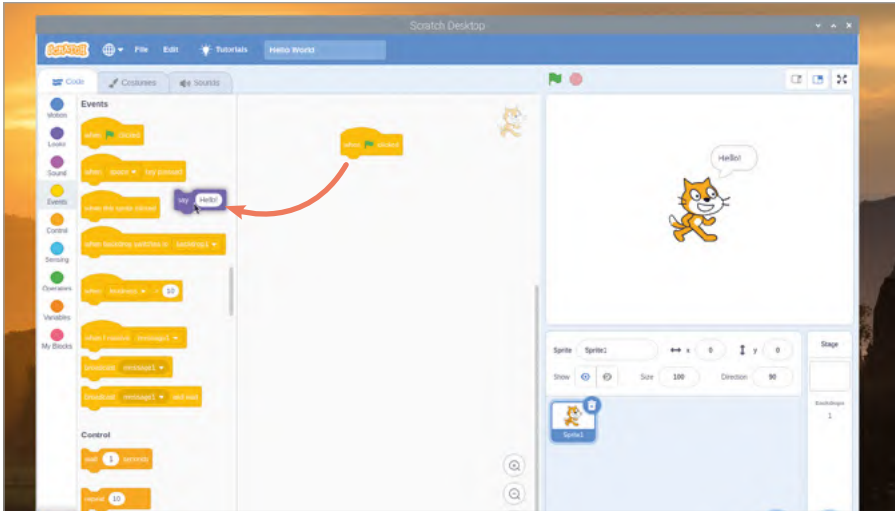 Scratch Desktop
SCRATCH File Edit Tutorials Hello World
Code Costumes Sounds
Motion
Looks
Sound
Events
Control
Sensing
Operators
Variables
My Blocks
Events
when clicked
when space key pressed
when this sprite clicked
when backdrop switches to backdrop1
when loudness > 10
when I receive message1
broadcast message1
broadcast message1 and wait
Control
wait 1 seconds
repeat 10
say Hello!
when clicked
Hello!
Sprite Sprite1 x 0 y 0
Show Size 100 Direction 90
Sprite1
Stage
Backdrops
1